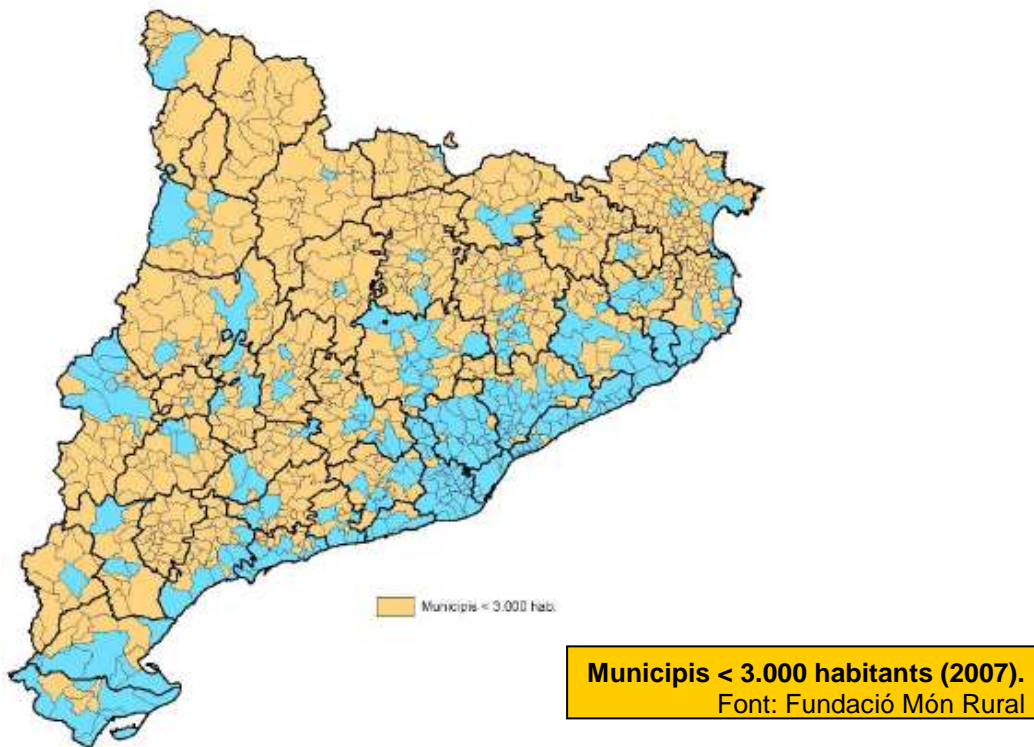 Municipis < 3.000 hab.
Municipis < 3.000 habitants (2007).
Font: Fundació Món Rural